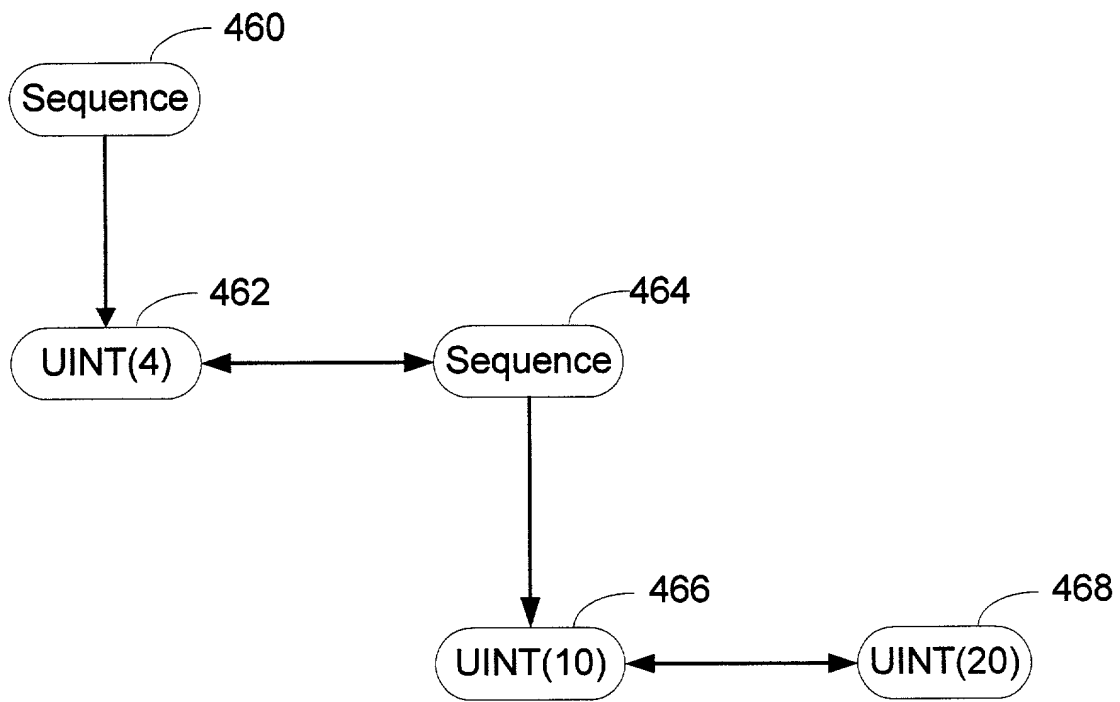 460
Sequence
462
464
UINT(4)
Sequence
466
468
UINT(10)
UINT(20)